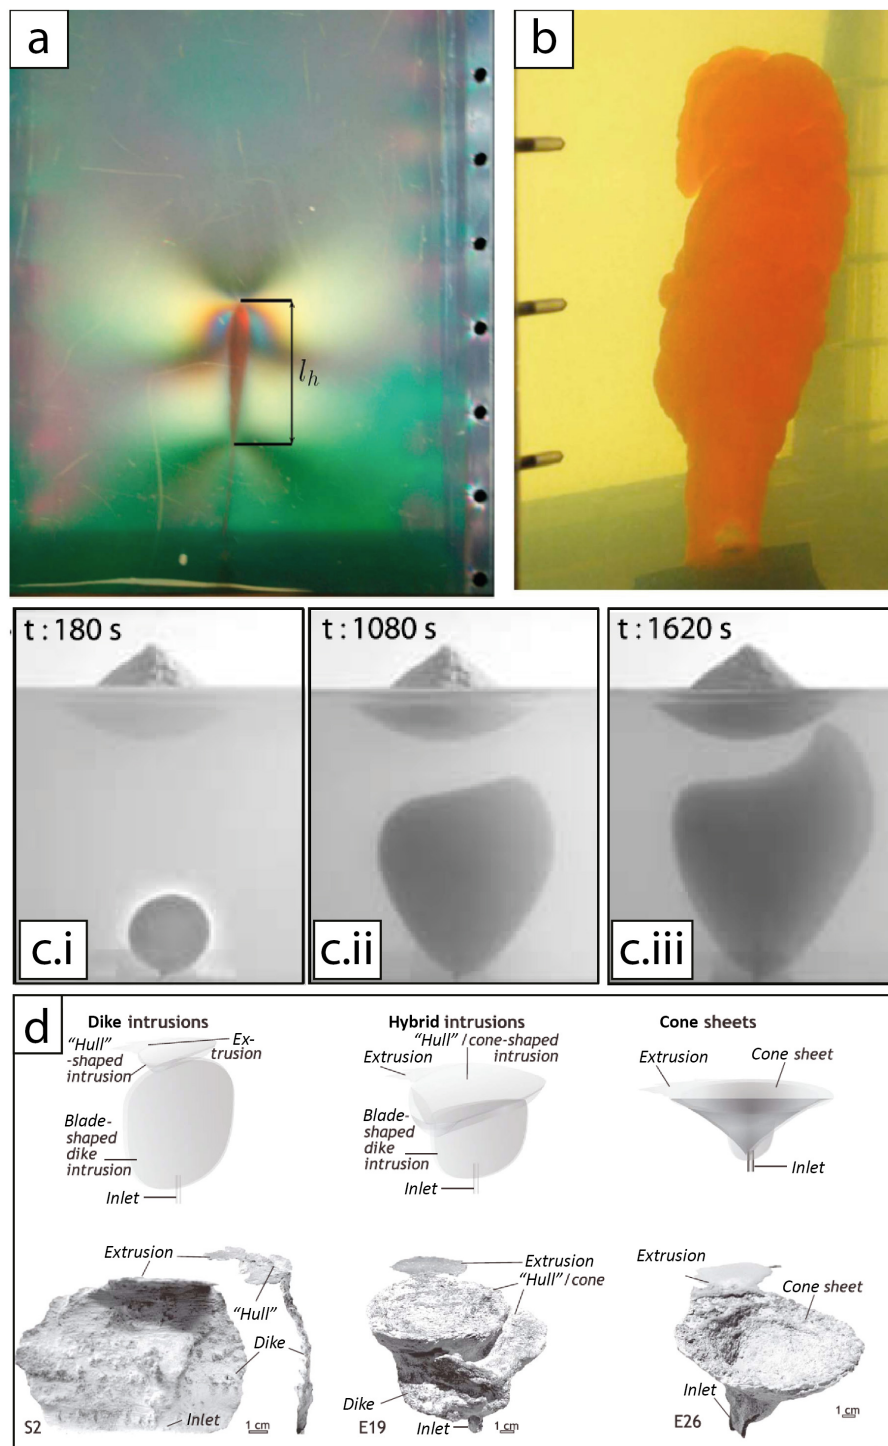 a
b
l_h
t : 180 s
t : 1080 s
t : 1620 s
c.i
c.ii
c.iii
d
Dike intrusions
"Hull"
-shaped
intrusion
Ex-
trusion
Blade-
shaped
dike
intrusion
Inlet
Hybrid intrusions
"Hull" / cone-shaped
intrusion
Extrusion
Blade-
shaped
dike
intrusion
Inlet
Cone sheets
Extrusion
Cone sheet
Inlet
Extrusion
"Hull"
Dike
Inlet
S2
1 cm
Extrusion
"Hull"/cone
Dike
Inlet
E19
1 cm
Extrusion
Cone sheet
Inlet
E26
1 cm